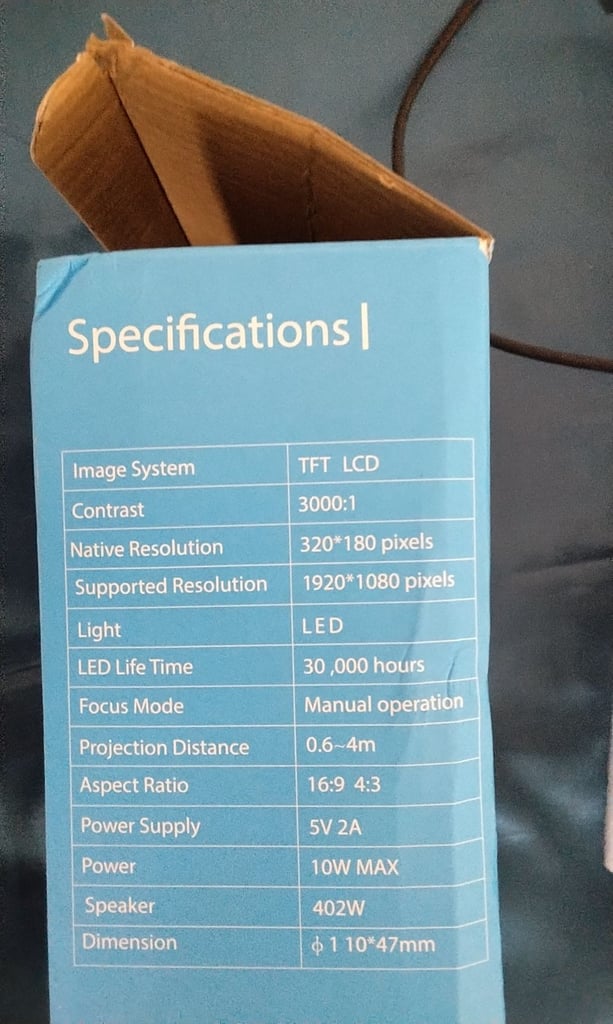 Specifications|
Image System TFT LCD
Contrast 3000:1
Native Resolution 320*180 pixels
Supported Resolution 1920*1080 pixels
Light LED
LED Life Time 30 ,000 hours
Focus Mode Manual operation
Projection Distance 0.6~4m
Aspect Ratio 16:9 4:3
Power Supply 5V 2A
Power 10W MAX
Speaker 402W
Dimension ϕ 1 10*47mm